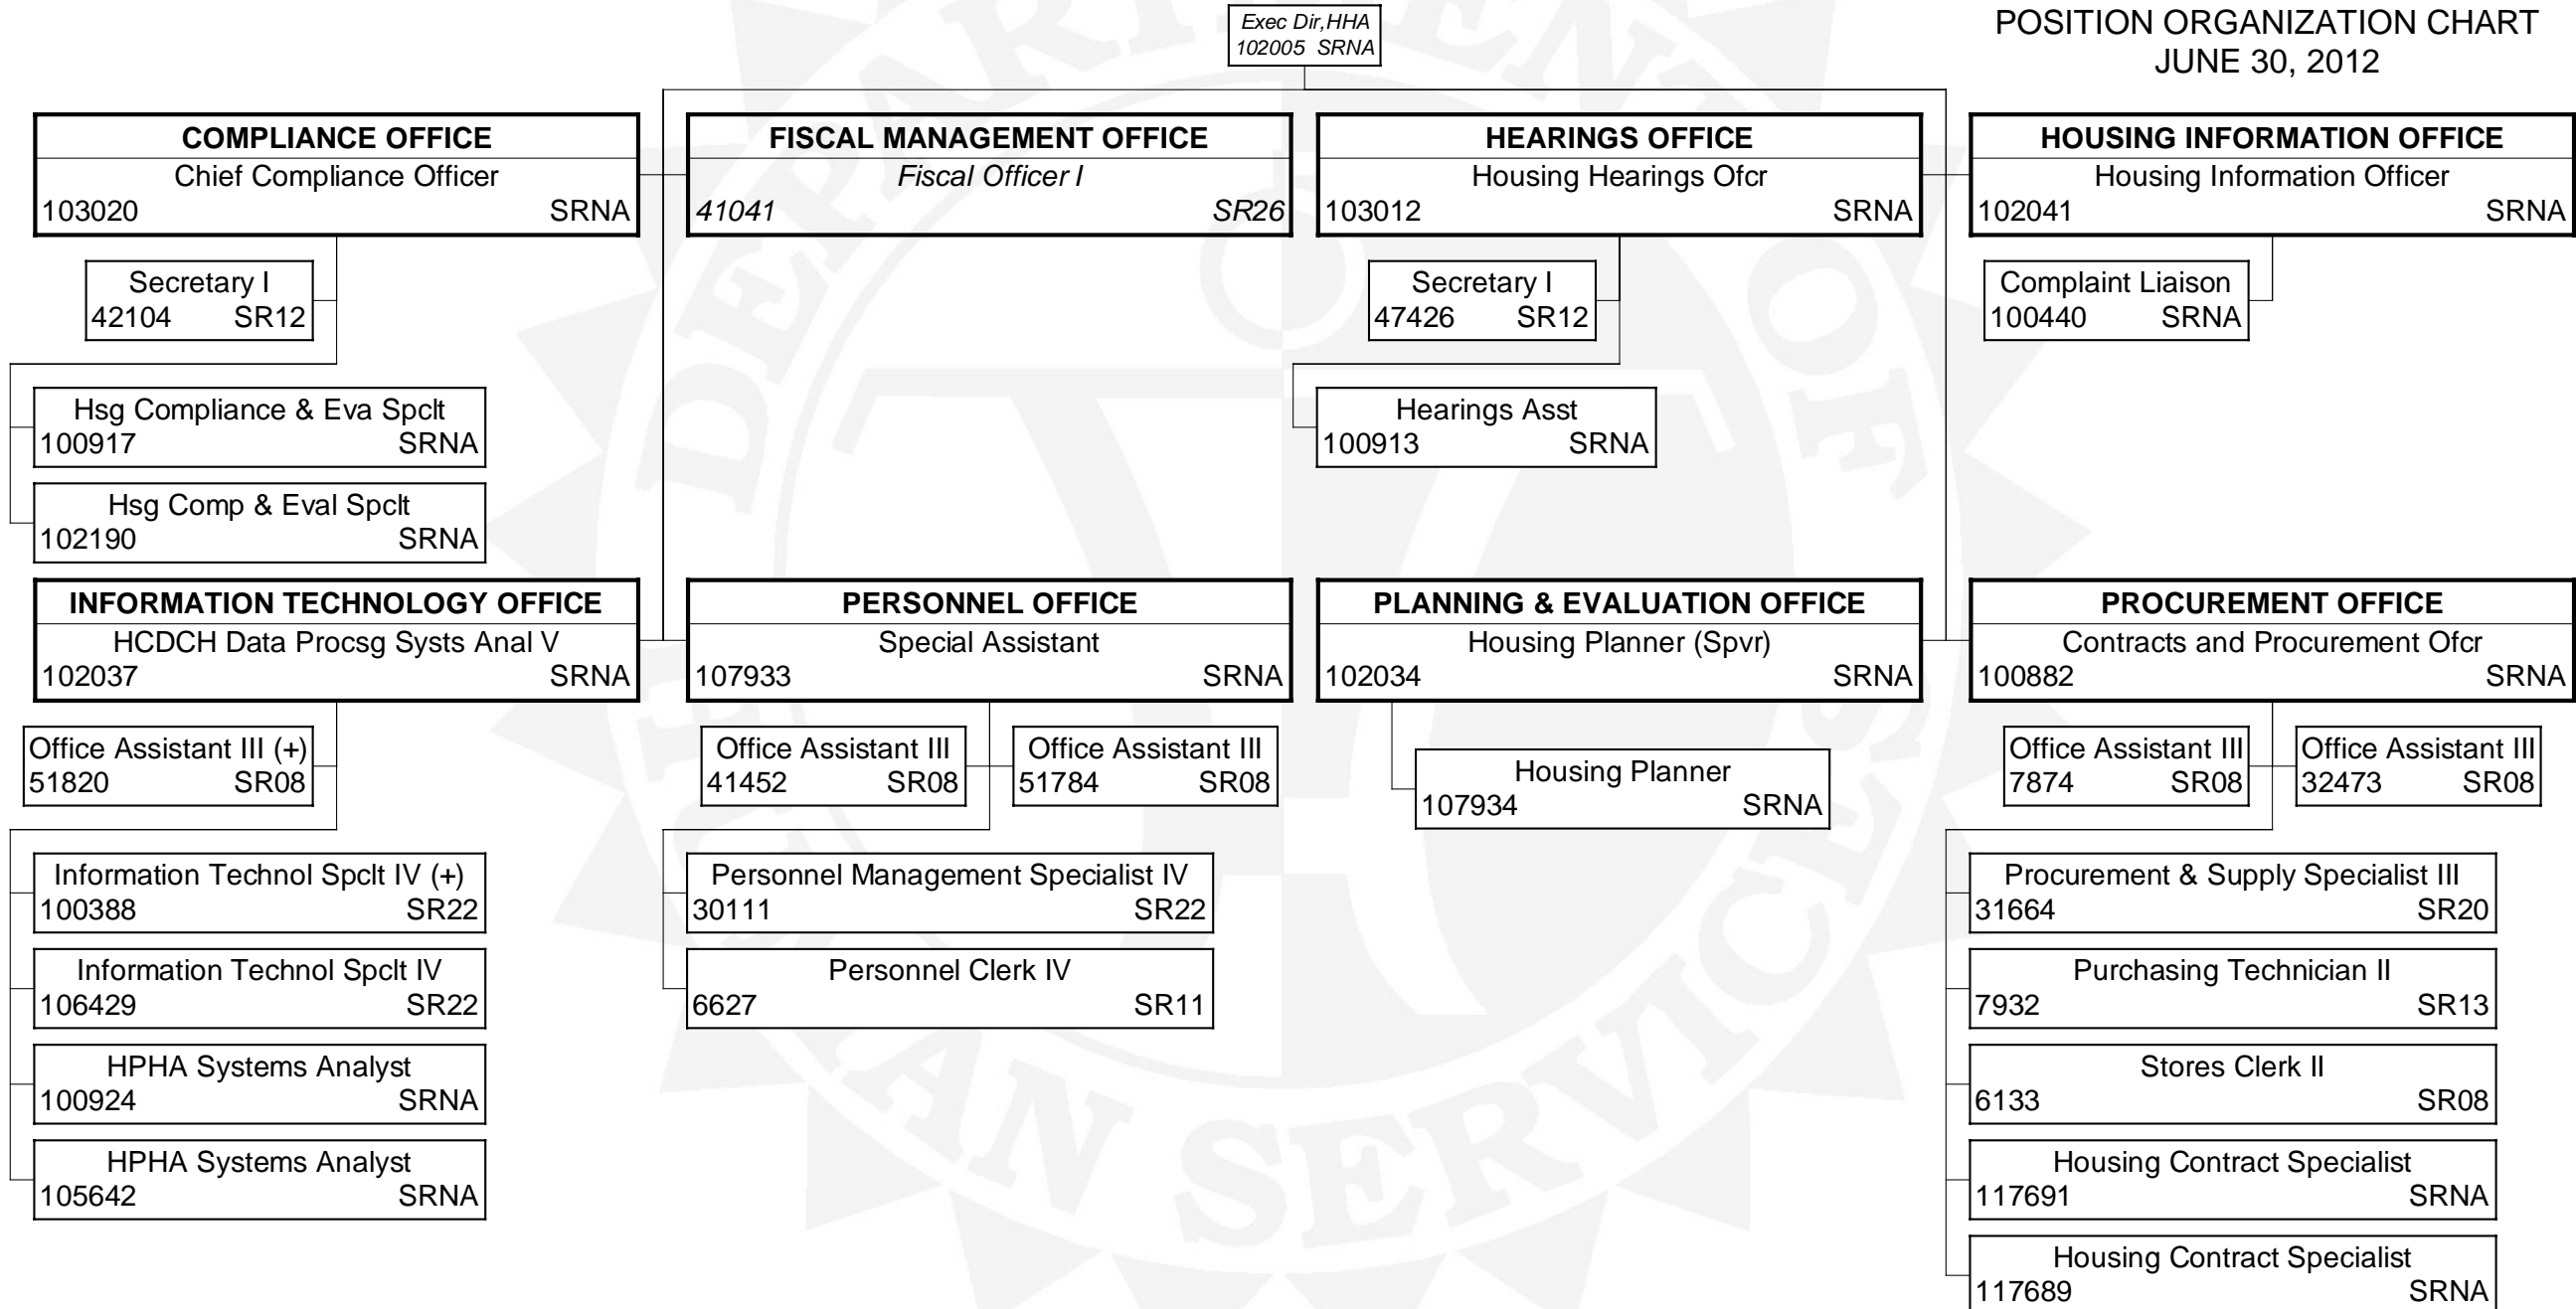 Exec Dir,HHA
102005 SRNA
POSITION ORGANIZATION CHART
JUNE 30, 2012
COMPLIANCE OFFICE
Chief Compliance Officer
103020 SRNA
FISCAL MANAGEMENT OFFICE
Fiscal Officer I
41041 SR26
HEARINGS OFFICE
Housing Hearings Ofcr
103012 SRNA
HOUSING INFORMATION OFFICE
Housing Information Officer
102041 SRNA
Secretary I
42104 SR12
Secretary I
47426 SR12
Complaint Liaison
100440 SRNA
Hsg Compliance & Eva Spclt
100917 SRNA
Hearings Asst
100913 SRNA
Hsg Comp & Eval Spclt
102190 SRNA
INFORMATION TECHNOLOGY OFFICE
HCDCH Data Procsg Systs Anal V
102037 SRNA
PERSONNEL OFFICE
Special Assistant
107933 SRNA
PLANNING & EVALUATION OFFICE
Housing Planner (Spvr)
102034 SRNA
PROCUREMENT OFFICE
Contracts and Procurement Ofcr
100882 SRNA
Office Assistant III (+)
51820 SR08
Office Assistant III
41452 SR08
Office Assistant III
51784 SR08
Housing Planner
107934 SRNA
Office Assistant III
7874 SR08
Office Assistant III
32473 SR08
Information Technol Spclt IV (+)
100388 SR22
Personnel Management Specialist IV
30111 SR22
Procurement & Supply Specialist III
31664 SR20
Information Technol Spclt IV
106429 SR22
Personnel Clerk IV
6627 SR11
Purchasing Technician II
7932 SR13
HPHA Systems Analyst
100924 SRNA
Stores Clerk II
6133 SR08
HPHA Systems Analyst
105642 SRNA
Housing Contract Specialist
117691 SRNA
Housing Contract Specialist
117689 SRNA
DEPARTMENT OF
SERVICES